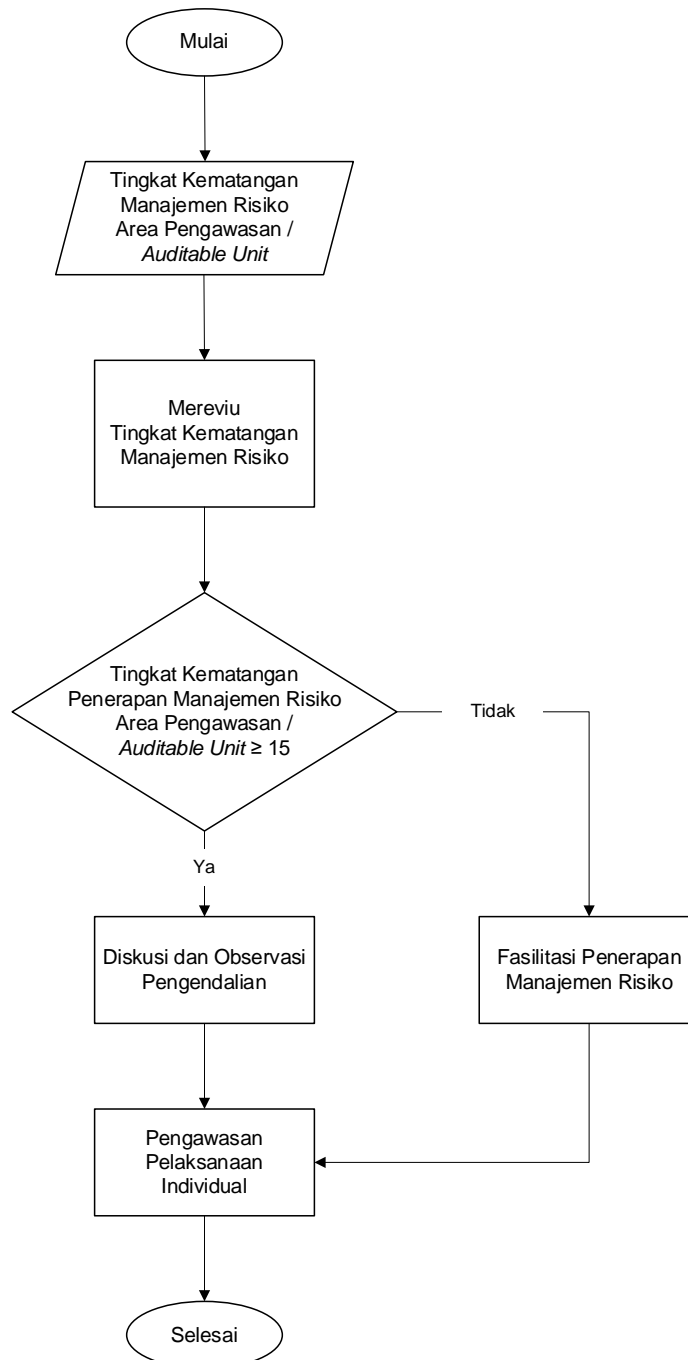 Mulai
Tingkat Kematangan
Manajemen Risiko
Area Pengawasan /
Auditable Unit
Mereviu
Tingkat Kematangan
Manajemen Risiko
Tingkat Kematangan
Penerapan Manajemen Risiko
Area Pengawasan /
Auditable Unit ≥ 15
Tidak
Ya
Diskusi dan Observasi
Pengendalian
Fasilitasi Penerapan
Manajemen Risiko
Pengawasan
Pelaksanaan
Individual
Selesai